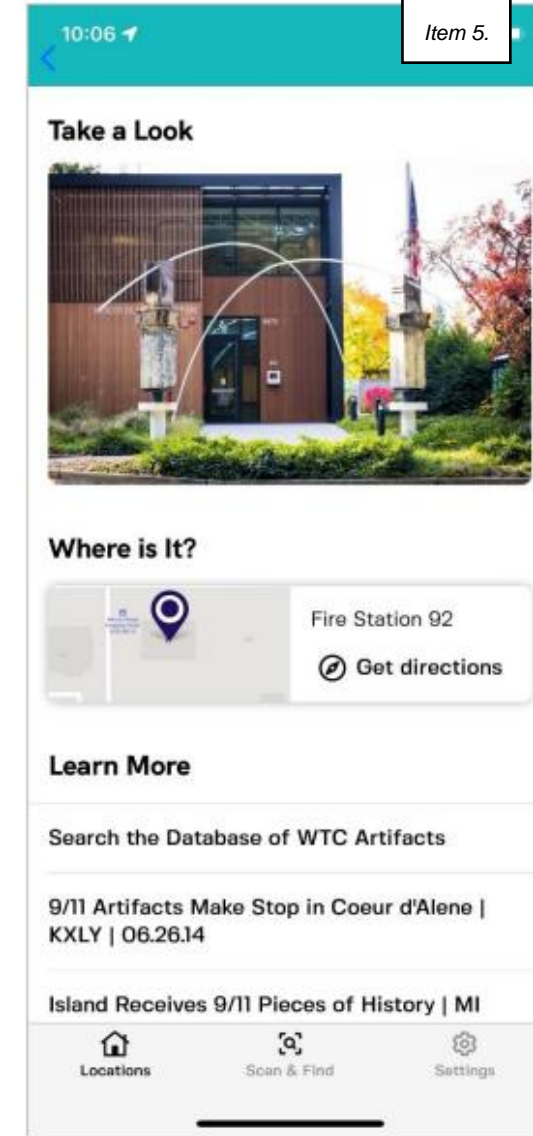 10:06
Item 5.
Take a Look
Where is It?
Fire Station 92
Get directions
Learn More
Search the Database of WTC Artifacts
9/11 Artifacts Make Stop in Coeur d'Alene |
KXLY | 06.26.14
Island Receives 9/11 Pieces of History | MI
Locations
Scan & Find
Settings